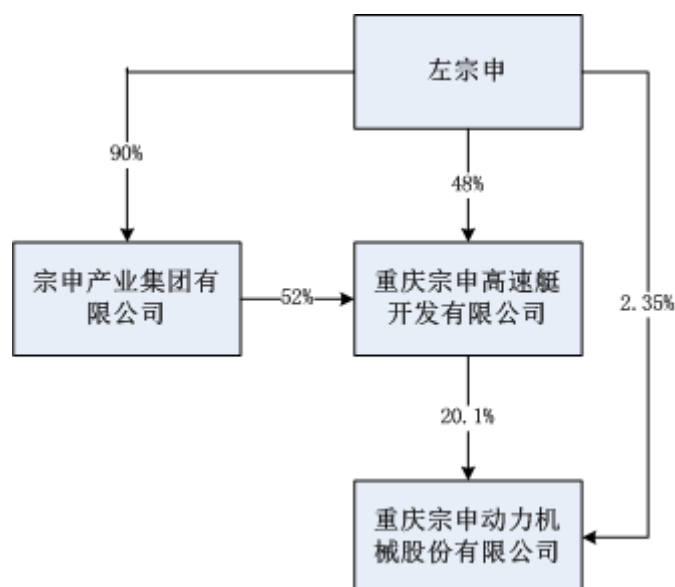 左宗申
90%
48%
宗申产业集团有
限公司
52%
重庆宗申高速艇
开发有限公司
2.35%
20.1%
重庆宗申动力机
械股份有限公司